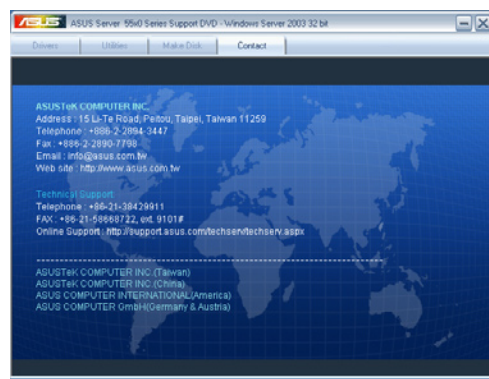 ASUS ASUS Server 55x0 Series Support DVD - Windows Server 2003 32 bit
Drivers Utilities Make Disk Contact
ASUSTeK COMPUTER INC.
Address : 15 Li-Te Road, Peitou, Taipei, Taiwan 11259
Telephone : +886-2-2894-3447
Fax : +886-2-2890-7798
Email : info@asus.com.tw
Web site : http://www.asus.com.tw
Technical Support
Telephone : +86-21-38429911
FAX : +86-21-58668722, ext. 9101#
Online Support : http://support.asus.com/techserv/techserv.aspx
ASUSTeK COMPUTER INC.(Taiwan)
ASUSTeK COMPUTER INC.(China)
ASUS COMPUTER INTERNATIONAL(America)
ASUS COMPUTER GmbH(Germany & Austria)